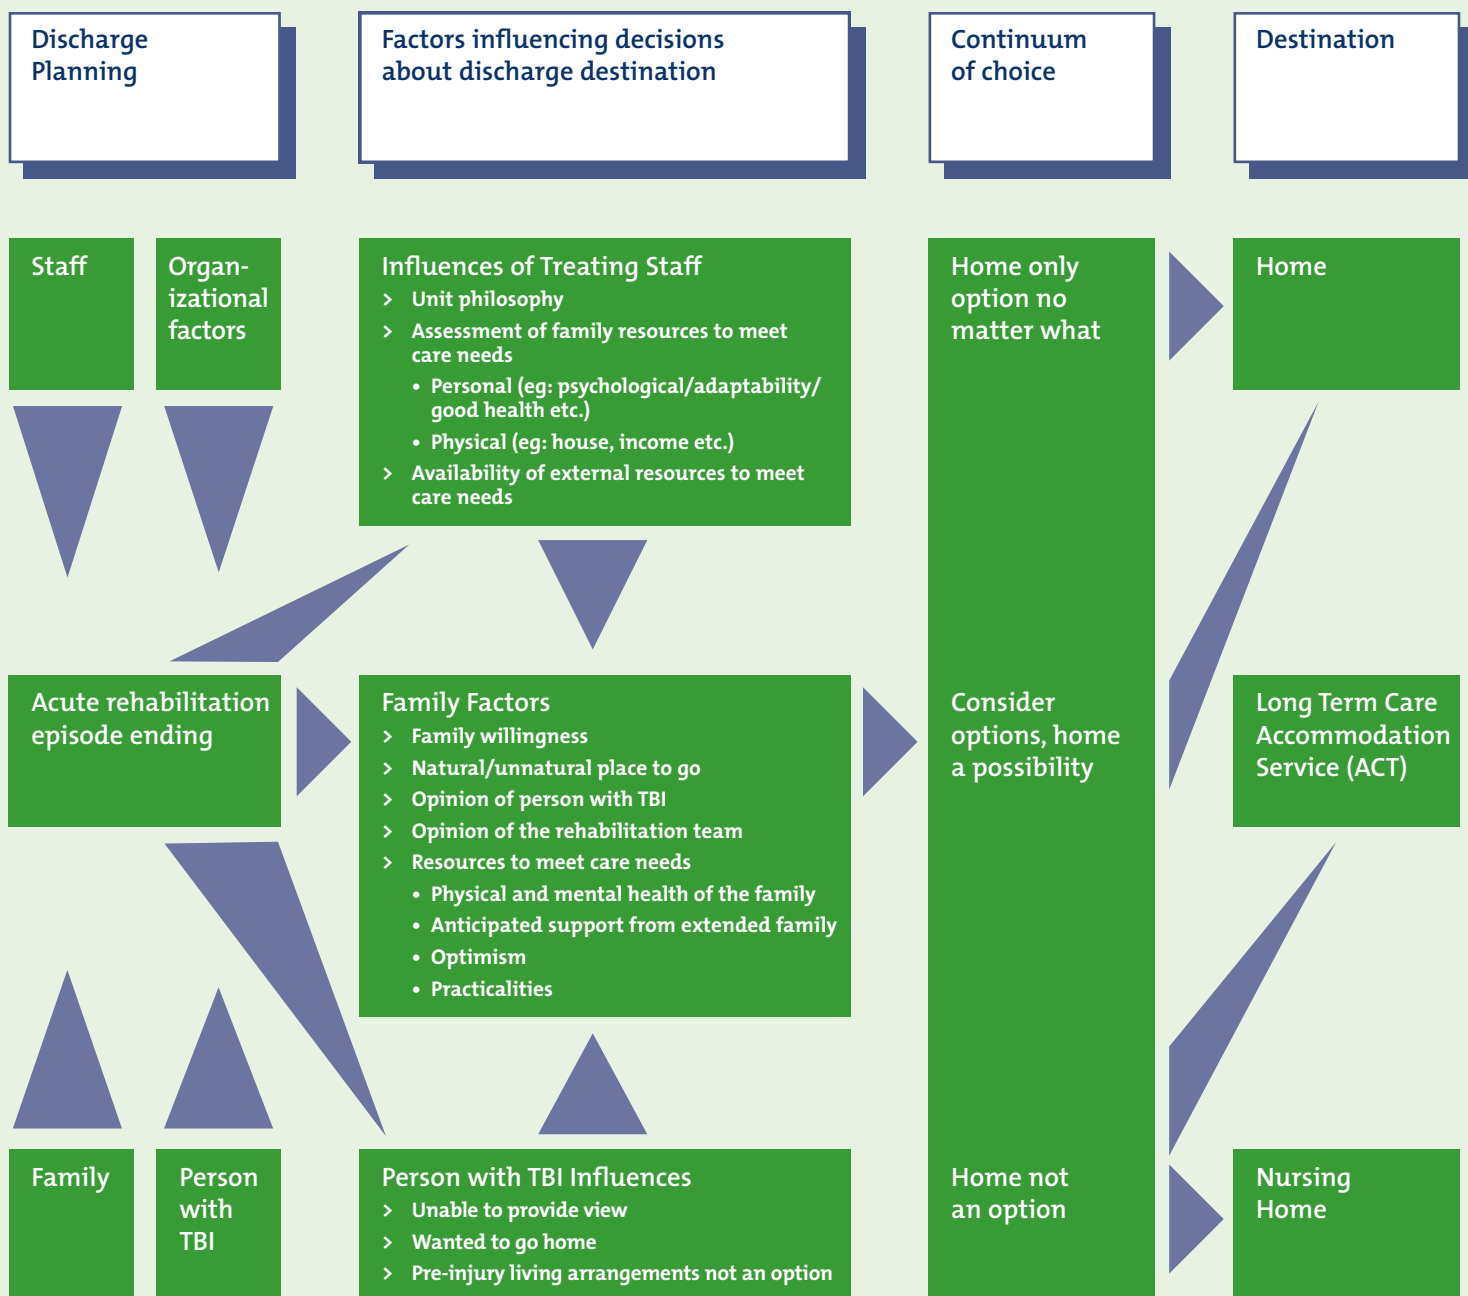 Discharge
Planning
Factors influencing decisions
about discharge destination
Continuum
of choice
Destination
Staff
Organ-
izational
factors
Influences of Treating Staff
> Unit philosophy
> Assessment of family resources to meet
care needs
• Personal (eg: psychological/adaptability/
good health etc.)
• Physical (eg: house, income etc.)
> Availability of external resources to meet
care needs
Home only
option no
matter what
Home
Acute rehabilitation
episode ending
Family Factors
> Family willingness
> Natural/unnatural place to go
> Opinion of person with TBI
> Opinion of the rehabilitation team
> Resources to meet care needs
• Physical and mental health of the family
• Anticipated support from extended family
• Optimism
• Practicalities
Consider
options, home
a possibility
Long Term Care
Accommodation
Service (ACT)
Family
Person
with
TBI
Person with TBI Influences
> Unable to provide view
> Wanted to go home
> Pre-injury living arrangements not an option
Home not
an option
Nursing
Home